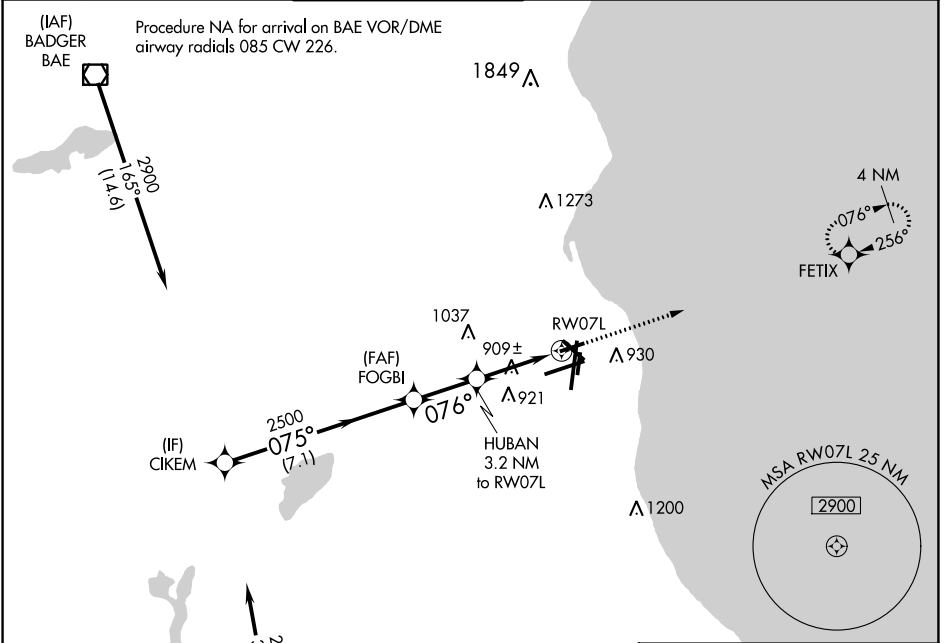 (IAF)
BADGER
BAE
Procedure NA for arrival on BAE VOR/DME
airway radials 085 CW 226.
1849
2900
165°
(14.6)
1273
4 NM
076°
256°
FETIX
1037
RW07L
909±
930
(FAF)
FOGBI
921
076°
2500
075°
(7.1)
(IF)
CIKEM
HUBAN
3.2 NM
to RW07L
MSA RW07L 25 NM
2900
1200